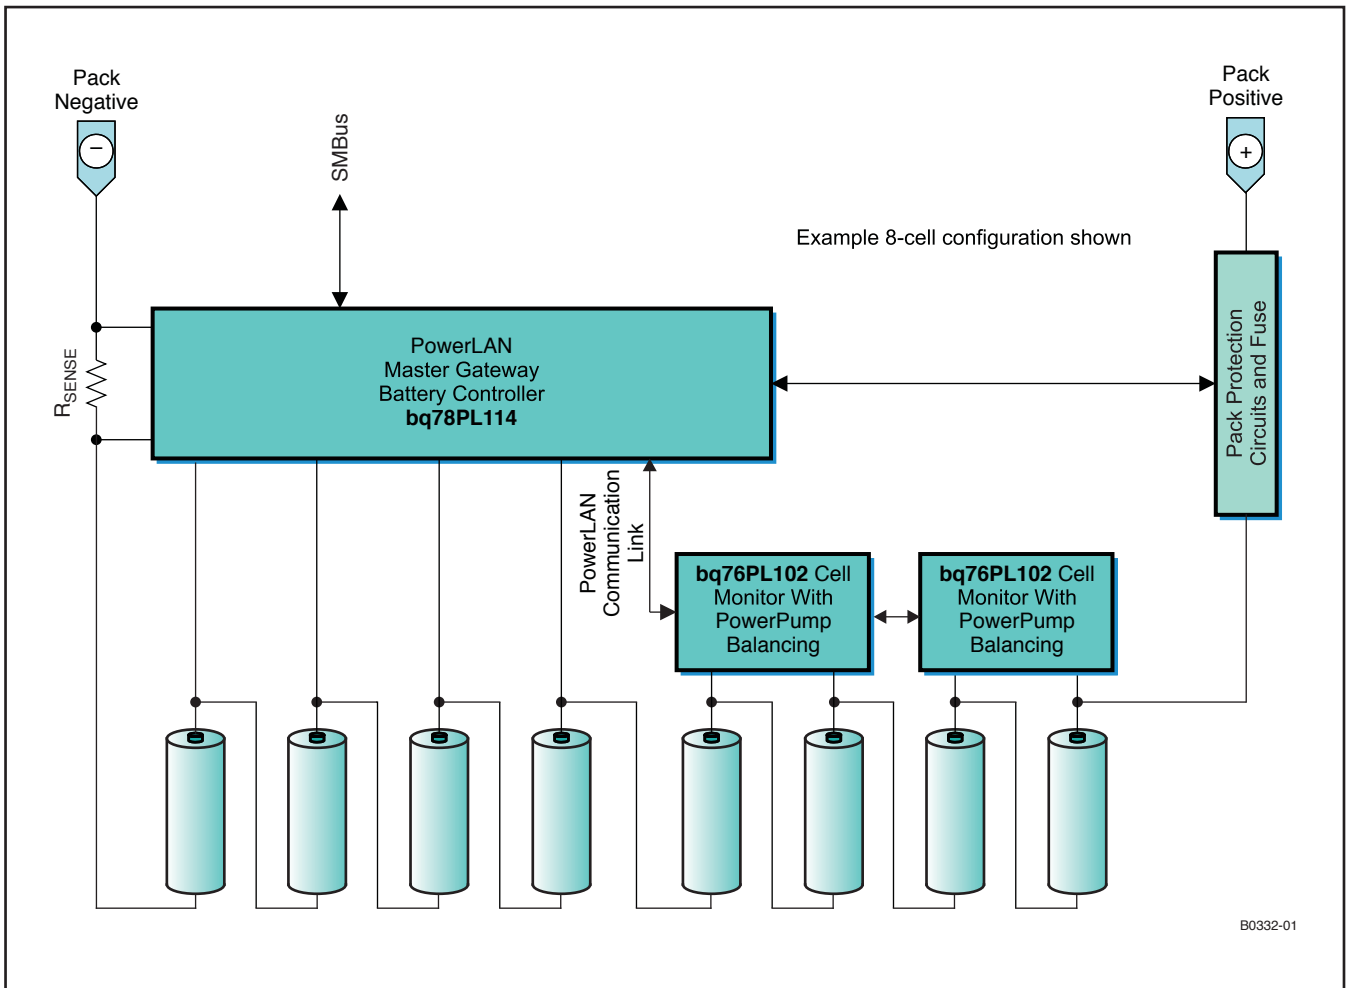 Pack
Negative
−
SMBus
Pack
Positive
+
Example 8-cell configuration shown
RSENSE
PowerLAN
Master Gateway
Battery Controller
bq78PL114
Pack Protection
Circuits and Fuse
PowerLAN
Communication
Link
bq76PL102 Cell
Monitor With
PowerPump
Balancing
bq76PL102 Cell
Monitor With
PowerPump
Balancing
B0332-01